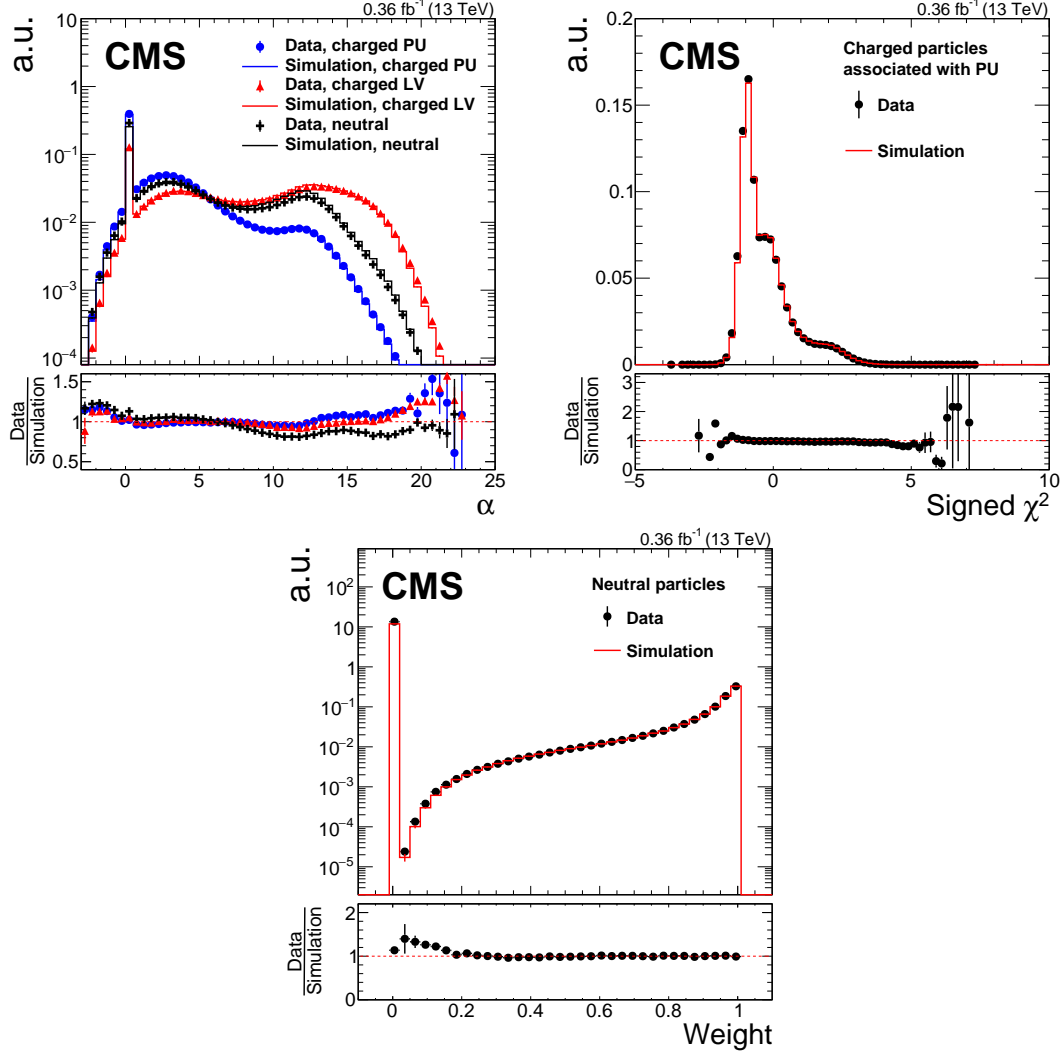 0.36 fb⁻¹ (13 TeV)
a.u.
CMS
Data, charged PU
Simulation, charged PU
Data, charged LV
Simulation, charged LV
Data, neutral
Simulation, neutral
10
1
10⁻¹
10⁻²
10⁻³
10⁻⁴
Data
Simulation
1.5
1
0.5
0 5 10 15 20 25
α
0.36 fb⁻¹ (13 TeV)
a.u.
CMS
Charged particles
associated with PU
Data
Simulation
0.2
0.15
0.1
0.05
0
Data
Simulation
3
2
1
0
−5 0 5 10
Signed χ²
0.36 fb⁻¹ (13 TeV)
a.u.
CMS
Neutral particles
Data
Simulation
10²
10
1
10⁻¹
10⁻²
10⁻³
10⁻⁴
10⁻⁵
Data
Simulation
2
1
0
0 0.2 0.4 0.6 0.8 1
Weight